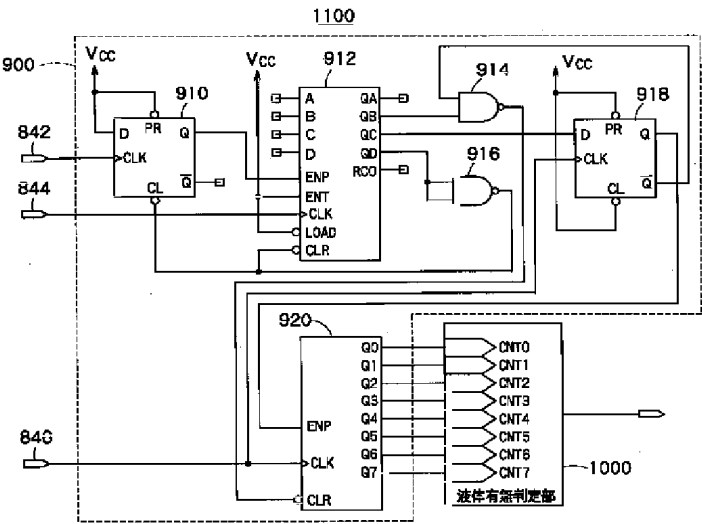 1100
900
VCC
VCC
912
914
VCC
918
910
842
D PR Q
CLK
Q
CL
844
A QA
B QB
C QC
D QD
RCO
ENP
ENT
CLK
LOAD
CLR
916
D PR Q
CLK
CL Q
920
Q0
Q1
Q2
Q3
Q4
Q5
Q6
Q7
ENP
CLK
CLR
840
CNT0
CNT1
CNT2
CNT3
CNT4
CNT5
CNT6
CNT7
液体有無判定部
1000